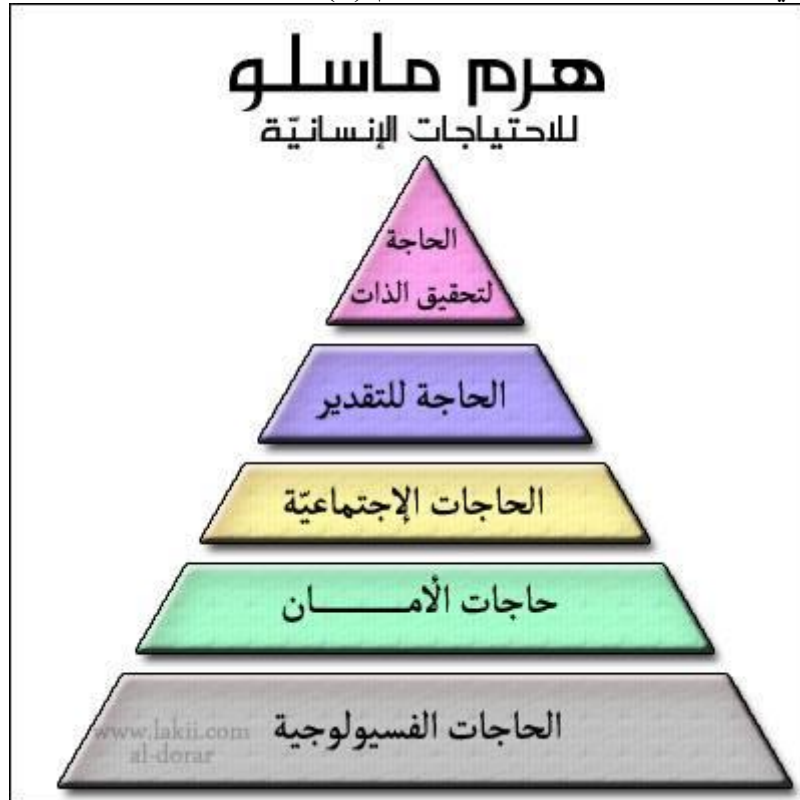 هرم ماسلو
للاحتياجات الإنسانيّة
الحاجة
لتحقيق الذات
الحاجة للتقدير
الحاجات الإجتماعيّة
حاجات الأمـــــــان
الحاجات الفسيولوجية
www.lakii.com
al-dorar